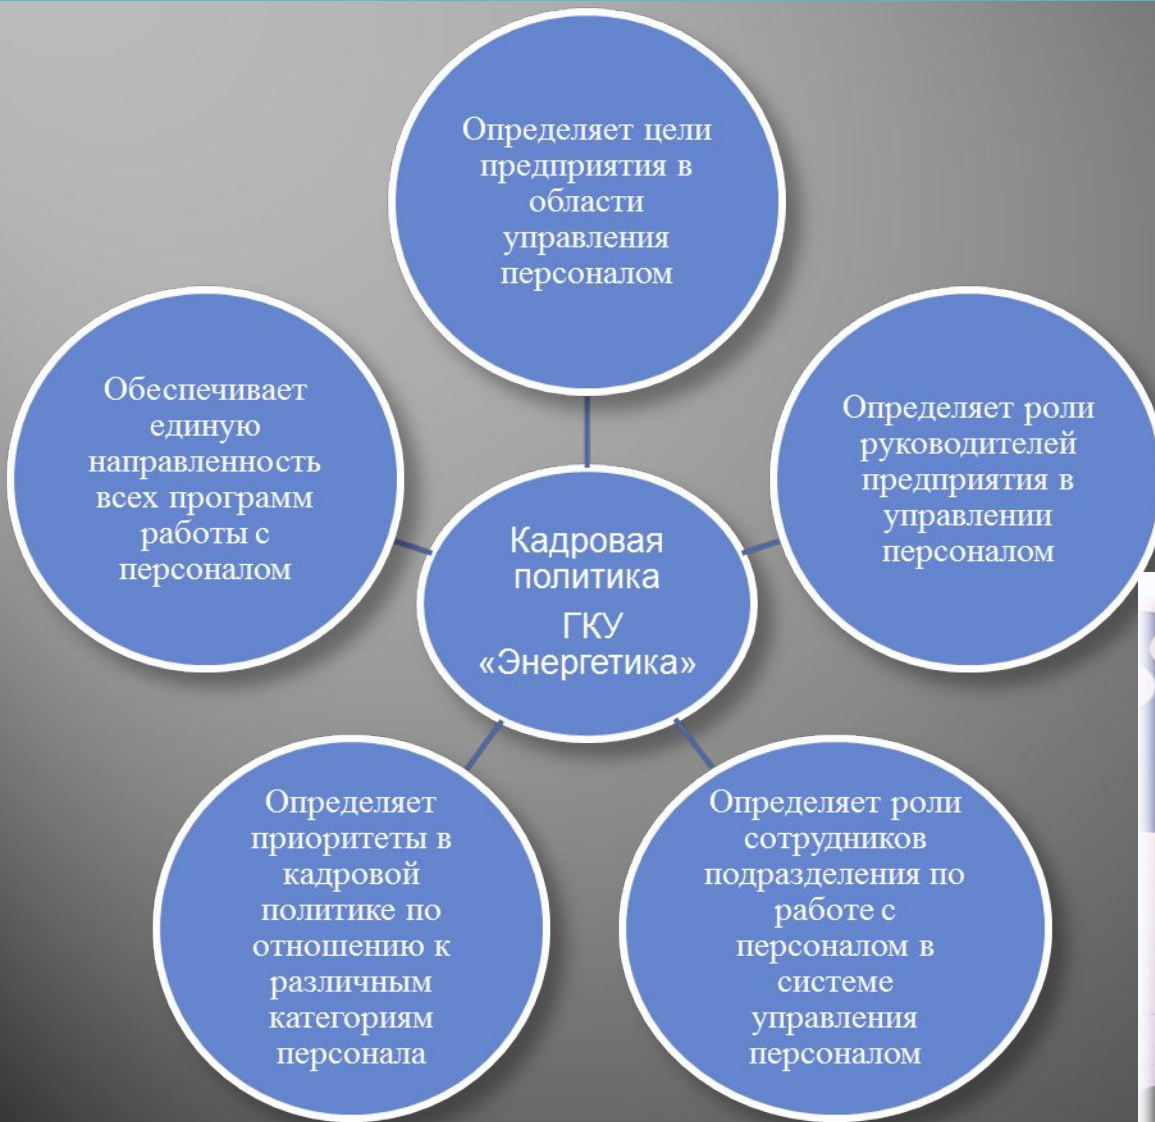 Определяет цели
предприятия в
области
управления
персоналом
Обеспечивает
единую
направленность
всех программ
работы с
персоналом
Определяет роли
руководителей
предприятия в
управлении
персоналом
Кадровая
политика
ГКУ
«Энергетика»
Определяет
приоритеты в
кадровой
политике по
отношению к
различным
категориям
персонала
Определяет роли
сотрудников
подразделения по
работе с
персоналом в
системе
управления
персоналом